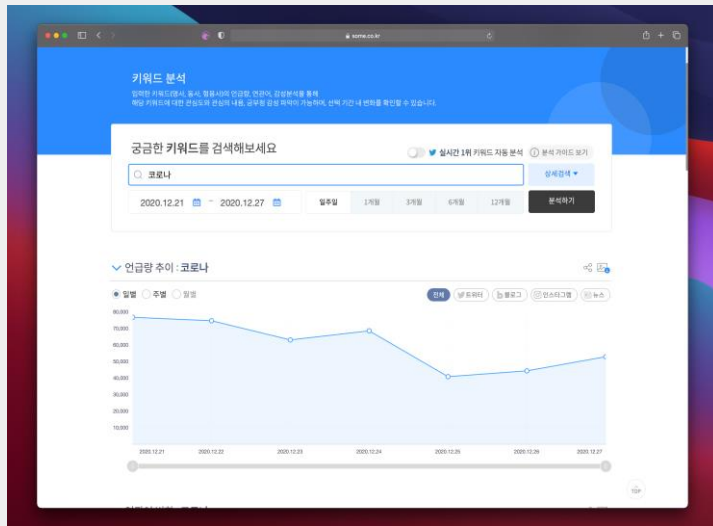 some.co.kr
키워드 분석
입력한 키워드(명사, 동사, 형용사)의 언급량, 연관어, 감성분석을 통해
해당 키워드에 대한 관심도와 관심의 내용, 긍부정 감성 파악이 가능하며, 선택 기간 내 변화를 확인할 수 있습니다.
궁금한 키워드를 검색해보세요
실시간 1위 키워드 자동 분석
분석 가이드 보기
코로나
상세검색
2020.12.21 ~ 2020.12.27
일주일 1개월 3개월 6개월 12개월
분석하기
언급량 추이 : 코로나
일별 주별 월별
전체 트위터 블로그 인스타그램 뉴스
80,000
70,000
60,000
50,000
40,000
30,000
20,000
10,000
2020.12.21 2020.12.22 2020.12.23 2020.12.24 2020.12.25 2020.12.26 2020.12.27
TOP